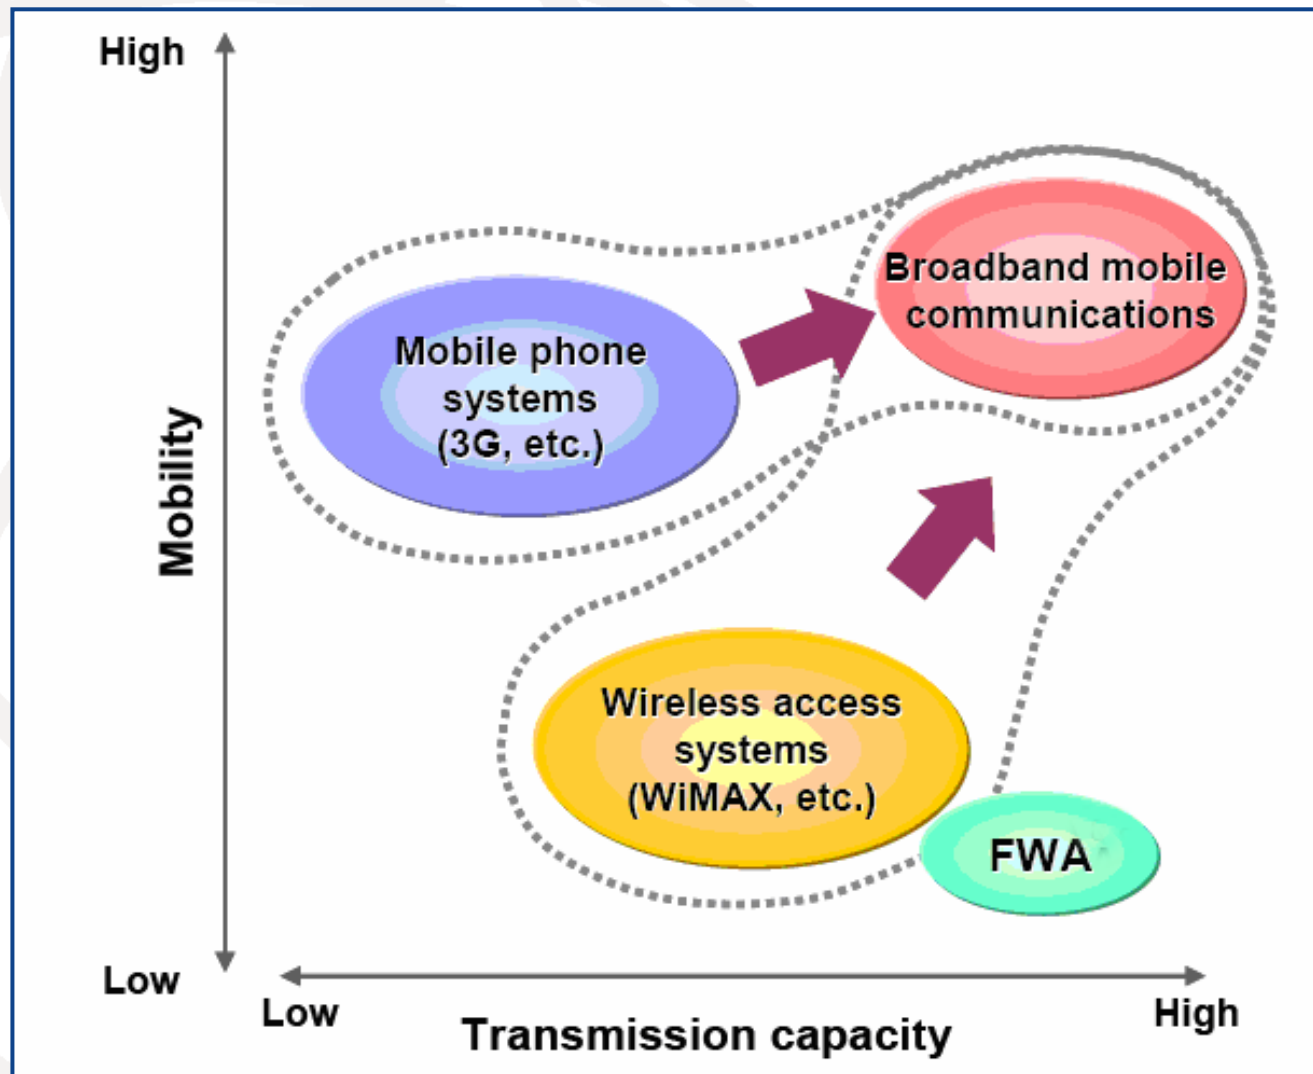 High
Broadband mobile
communications
Mobile phone
systems
(3G, etc.)
Mobility
Wireless access
systems
(WiMAX, etc.)
FWA
Low
Low
High
Transmission capacity